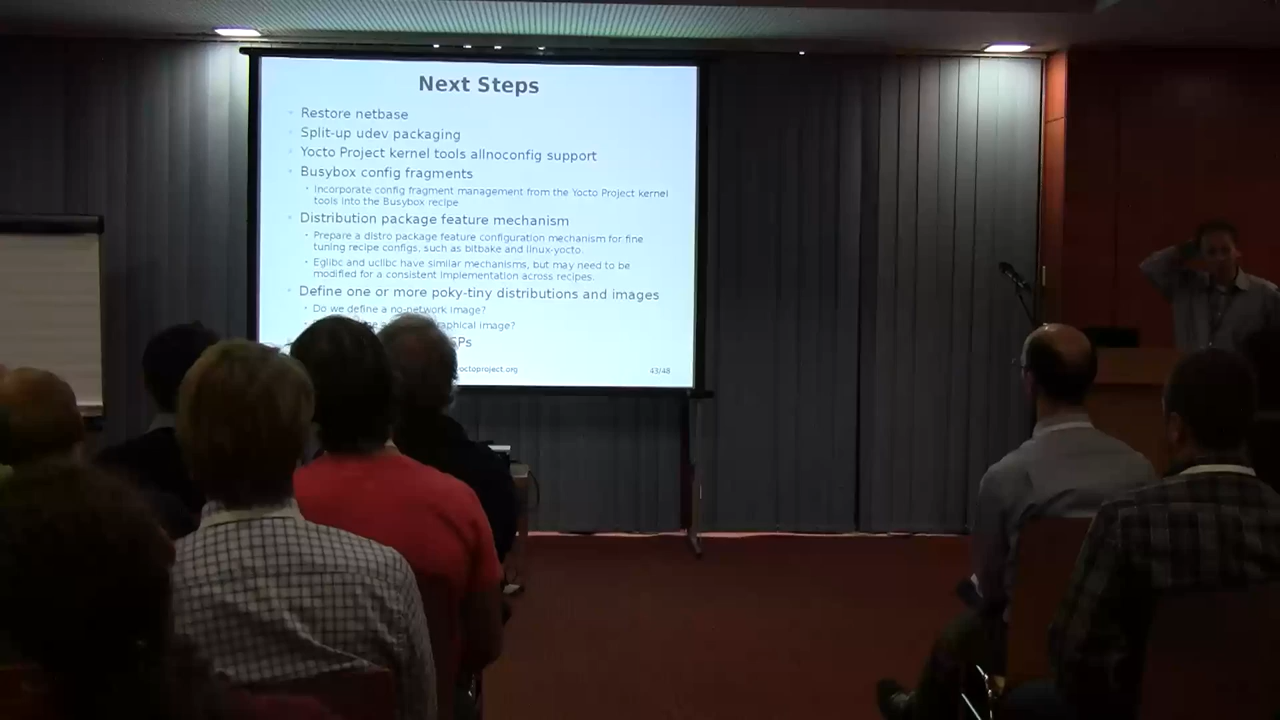 Next Steps
Restore netbase
Split-up udev packaging
Yocto Project kernel tools allnoconfig support
Busybox config fragments
Incorporate config fragment management from the Yocto Project kernel
tools into the Busybox recipe
Distribution package feature mechanism
Prepare a distro package feature configuration mechanism for fine
tuning recipe configs, such as bitbake and linux-yocto.
Eglibc and uclibc have similar mechanisms, but may need to be
modified for a consistent implementation across recipes.
Define one or more poky-tiny distributions and images
Do we define a no-network image?
image?
octoproject.org
43/48